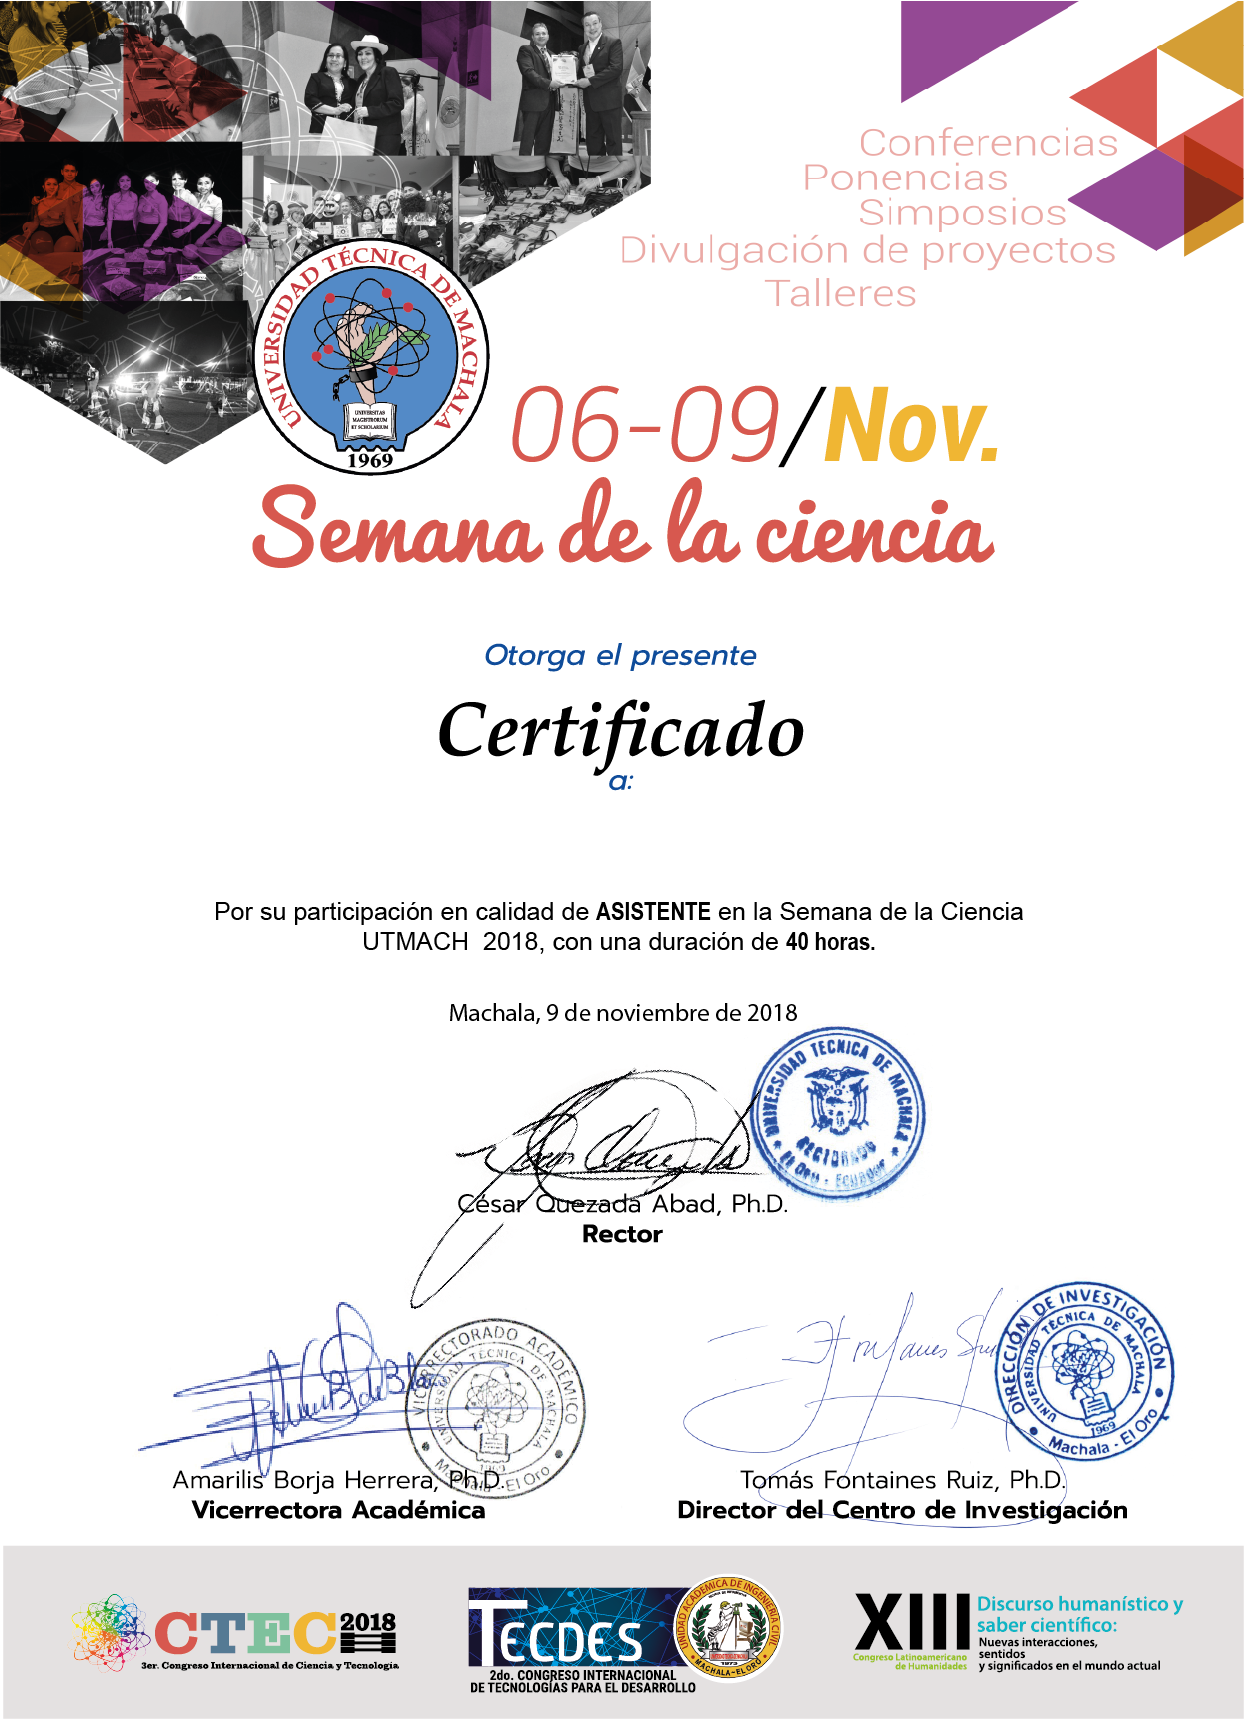 Conferencias
Ponencias
Simposios
Divulgación de proyectos
Talleres
UNIVERSIDAD TÉCNICA DE MACHALA
UNIVERSITAS
MAGISTRORUM
ET SCHOLARIUM
1969
06-09/Nov.
Semana de la ciencia
Otorga el presente
Certificado
a:
Por su participación en calidad de ASISTENTE en la Semana de la Ciencia
UTMACH 2018, con una duración de 40 horas.
Machala, 9 de noviembre de 2018
UNIVERSIDAD TECNICA DE MACHALA
RECTORADO
El Oro - Ecuador
César Quezada Abad, Ph.D.
Rector
VICERRECTORADO ACADÉMICO
UNIVERSIDAD TÉCNICA DE MACHALA
1969
Machala - El Oro
Amarilis Borja Herrera, Ph.D.
Vicerrectora Académica
DIRECCIÓN DE INVESTIGACIÓN
UNIVERSIDAD TÉCNICA DE MACHALA
1969
Machala - El Oro
Tomás Fontaines Ruiz, Ph.D.
Director del Centro de Investigación
CTEC 2018
3er. Congreso Internacional de Ciencia y Tecnología
TECDES
2do. CONGRESO INTERNACIONAL
DE TECNOLOGÍAS PARA EL DESARROLLO
UNIDAD ACADEMICA DE INGENIERIA CIVIL
1973
MACHALA-EL ORO
XIII
Congreso Latinoamericano
de Humanidades
Discurso humanístico y
saber científico:
Nuevas interacciones,
sentidos
y significados en el mundo actual